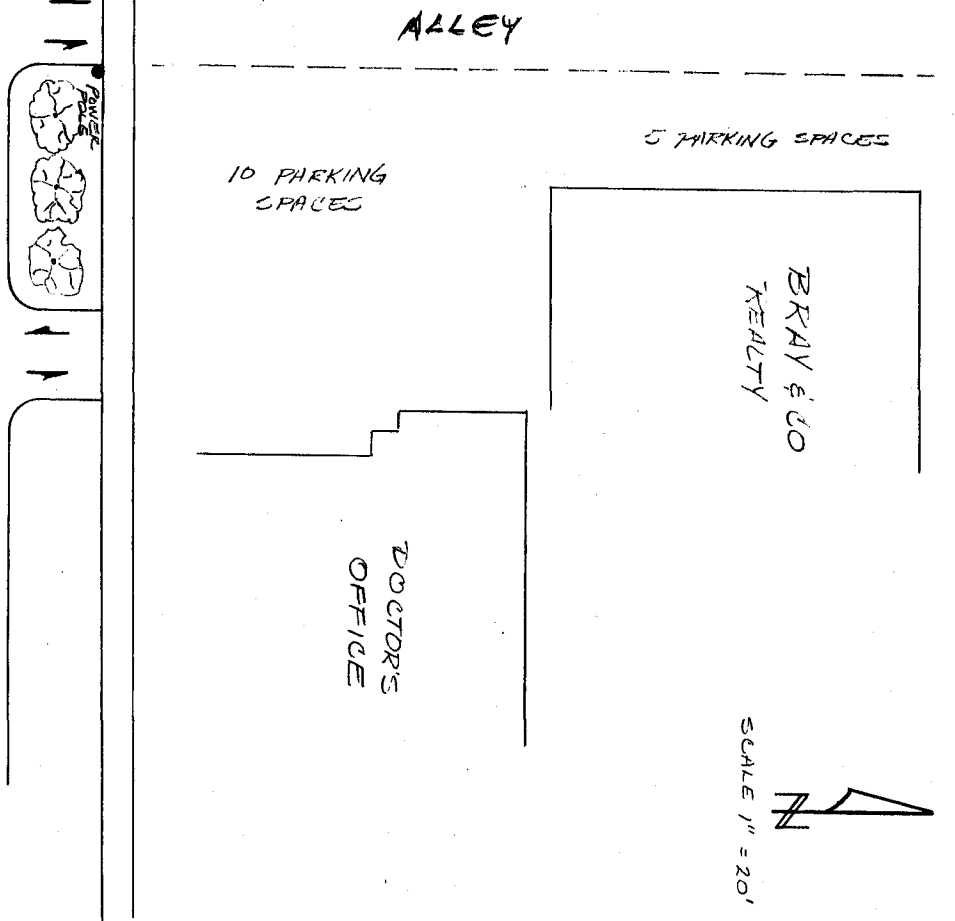 ALLEY
POWER
POLE
5 PARKING SPACES
10 PARKING
SPACES
BRAY & CO
REALTY
DOCTOR'S
OFFICE
N
SCALE 1" = 20'